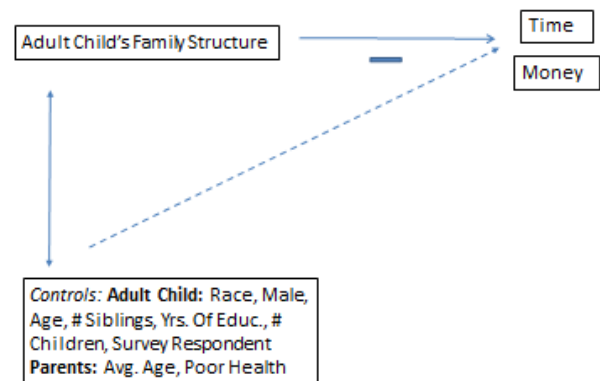 Adult Child's Family Structure
Time
Money
Controls: Adult Child: Race, Male,
Age, # Siblings, Yrs. Of Educ., #
Children, Survey Respondent
Parents: Avg. Age, Poor Health